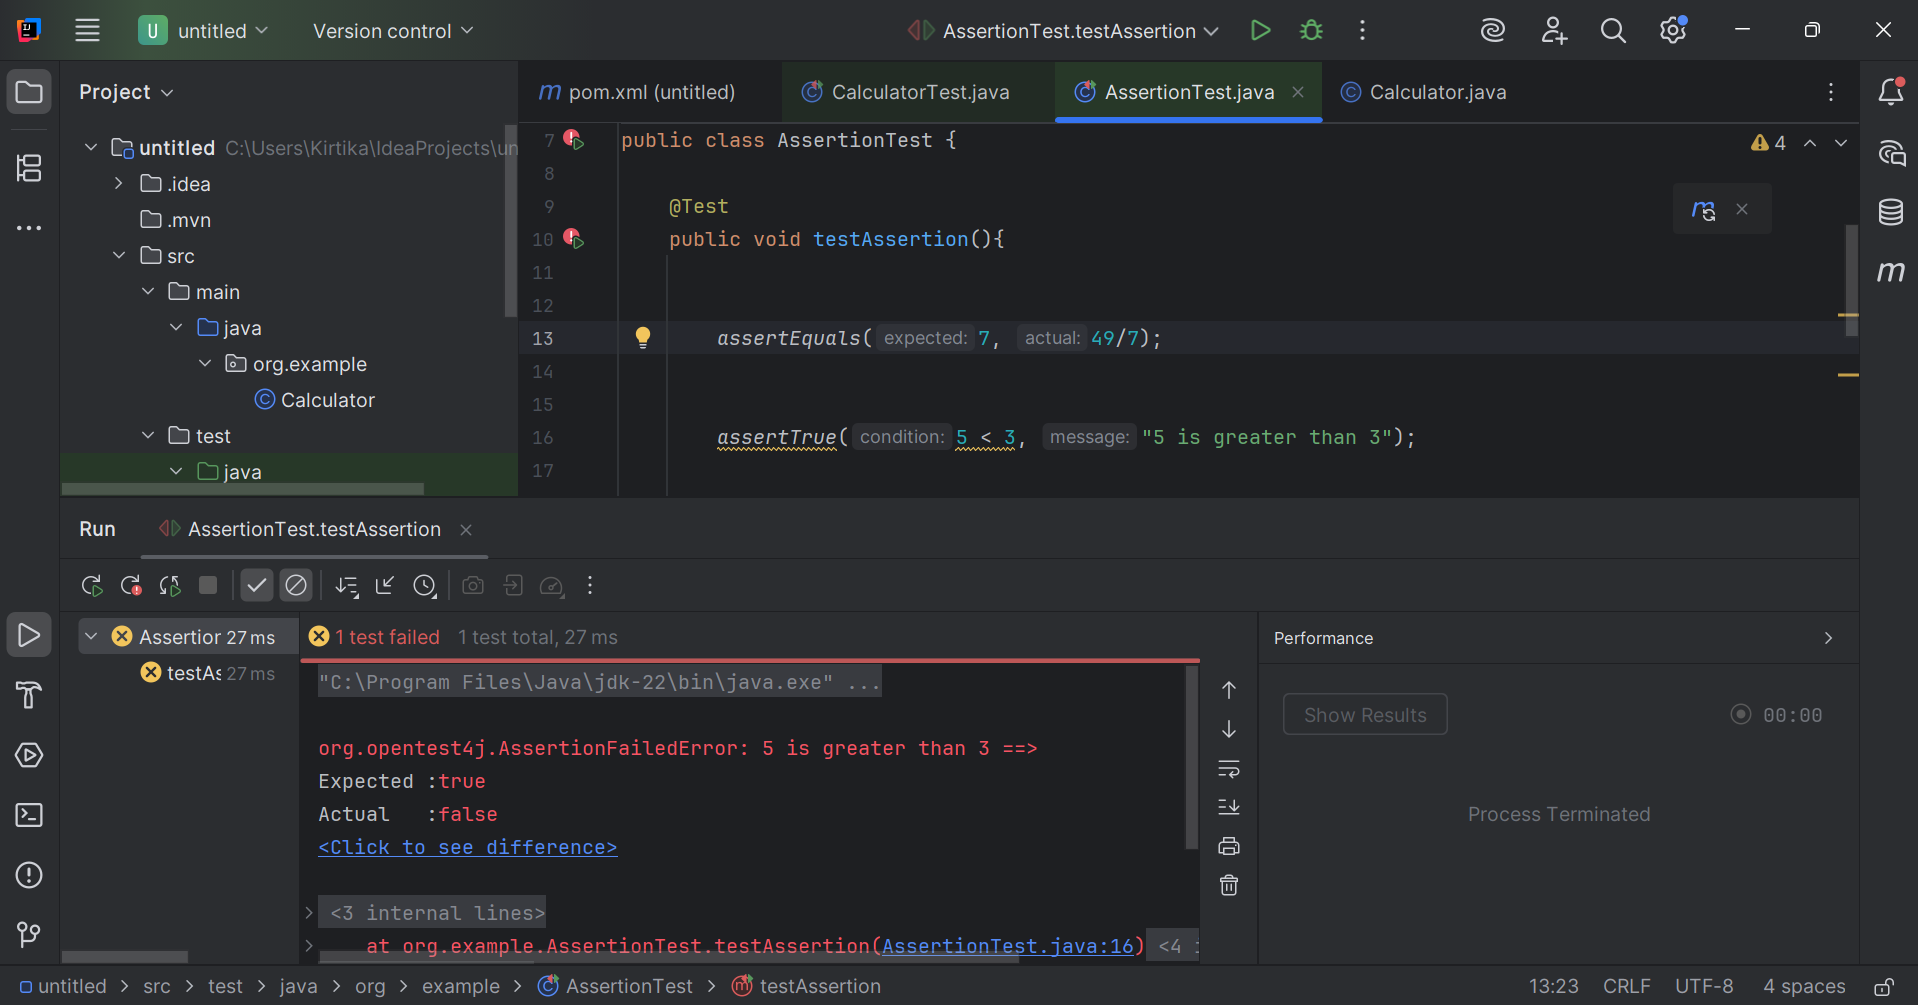 U untitled Version control AssertionTest.testAssertion
Project
m pom.xml (untitled) CalculatorTest.java AssertionTest.java Calculator.java
untitled C:\Users\Kirtika\IdeaProjects\un
.idea
.mvn
src
main
java
org.example
Calculator
test
java
7 public class AssertionTest {
4
8
9 @Test
10 public void testAssertion(){
11
12
13 assertEquals( expected: 7, actual: 49/7);
14
15
16 assertTrue( condition: 5 < 3, message: "5 is greater than 3");
17
m
m
Run AssertionTest.testAssertion
Assertior 27 ms
testAs 27 ms
1 test failed 1 test total, 27 ms
"C:\Program Files\Java\jdk-22\bin\java.exe" ...
org.opentest4j.AssertionFailedError: 5 is greater than 3 ==>
Expected :true
Actual   :false
<Click to see difference>
<3 internal lines>
at org.example.AssertionTest.testAssertion(AssertionTest.java:16) <4
Performance
Show Results 00:00
Process Terminated
untitled > src > test > java > org > example > AssertionTest > testAssertion
13:23 CRLF UTF-8 4 spaces